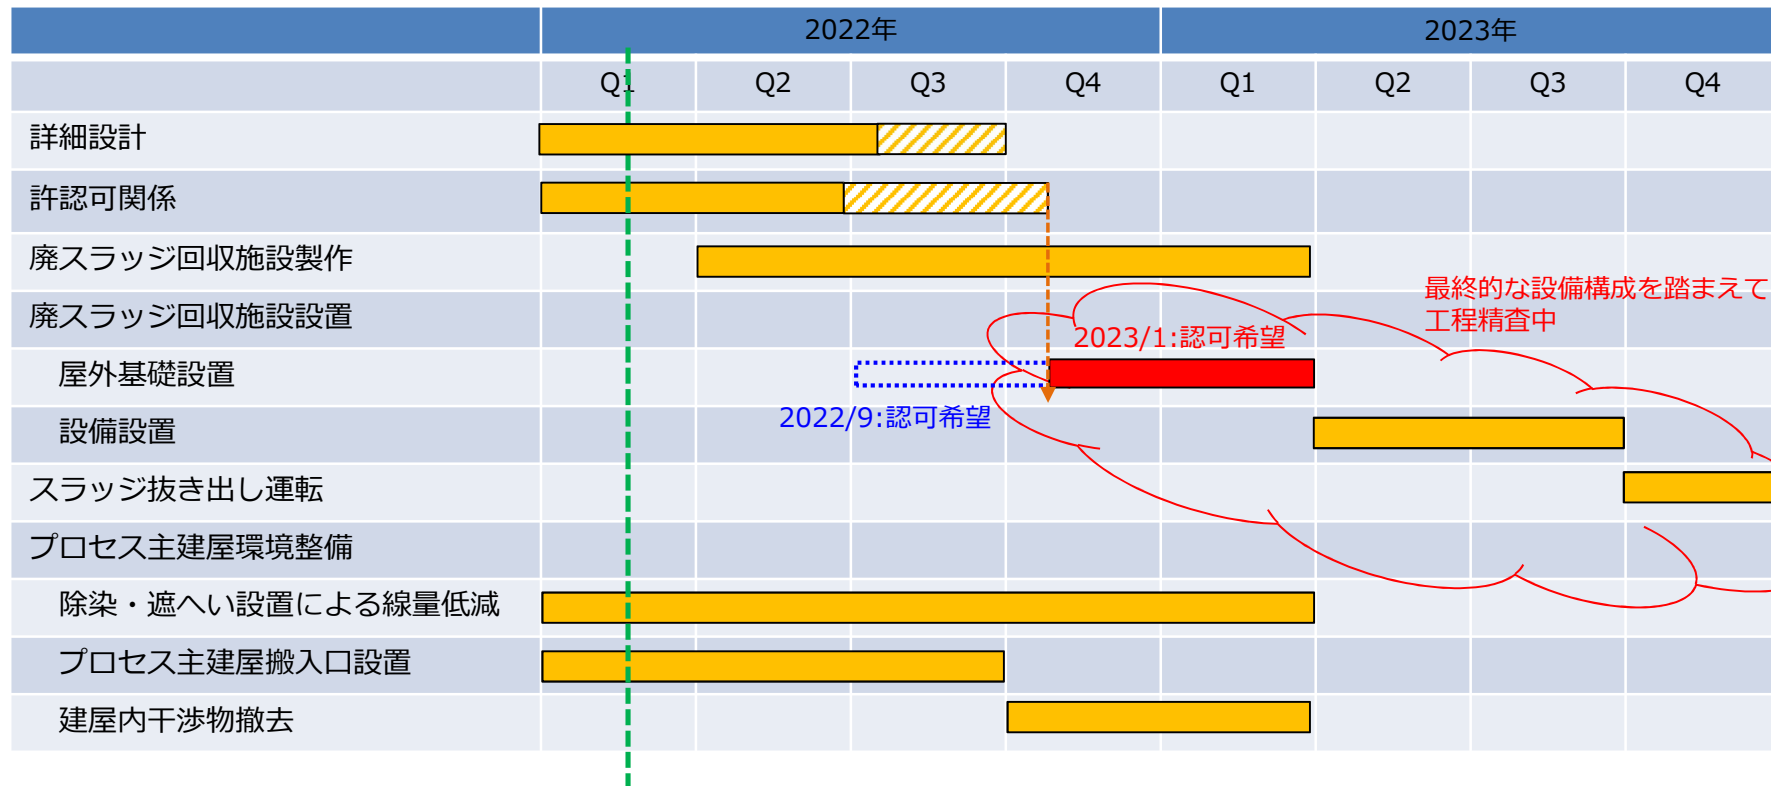 2022年 2023年
Q1 Q2 Q3 Q4 Q1 Q2 Q3 Q4
詳細設計
許認可関係
廃スラッジ回収施設製作
廃スラッジ回収施設設置
最終的な設備構成を踏まえて
工程精査中
2023/1:認可希望
屋外基礎設置
2022/9:認可希望
設備設置
スラッジ抜き出し運転
プロセス主建屋環境整備
除染・遮へい設置による線量低減
プロセス主建屋搬入口設置
建屋内干渉物撤去